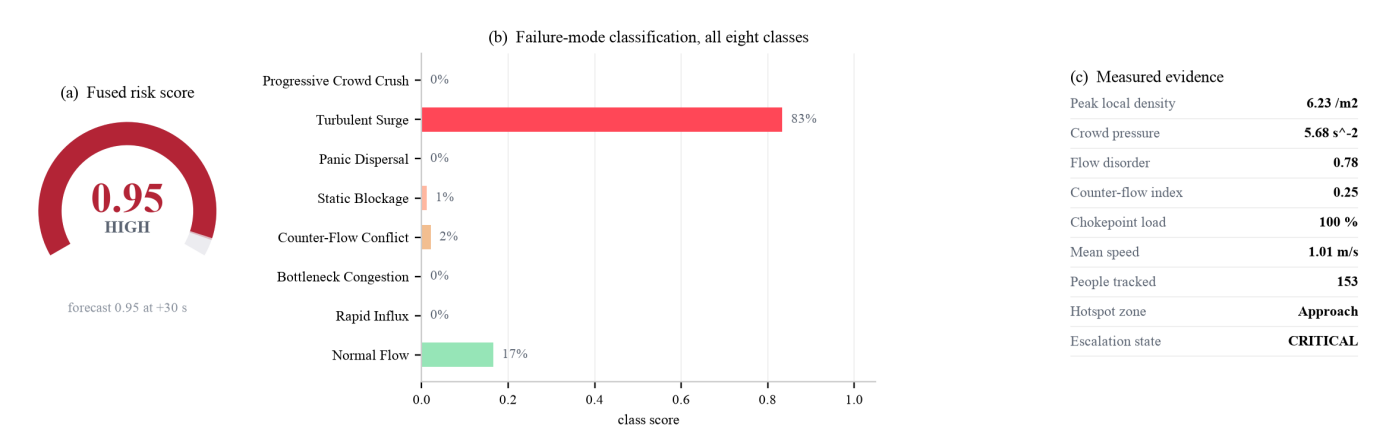 (a) Fused risk score
0.95
HIGH
forecast 0.95 at +30 s
(b) Failure-mode classification, all eight classes
Progressive Crowd Crush 0%
Turbulent Surge 83%
Panic Dispersal 0%
Static Blockage 1%
Counter-Flow Conflict 2%
Bottleneck Congestion 0%
Rapid Influx 0%
Normal Flow 17%
0.0 0.2 0.4 0.6 0.8 1.0
class score
(c) Measured evidence
Peak local density 6.23 /m2
Crowd pressure 5.68 s^-2
Flow disorder 0.78
Counter-flow index 0.25
Chokepoint load 100 %
Mean speed 1.01 m/s
People tracked 153
Hotspot zone Approach
Escalation state CRITICAL